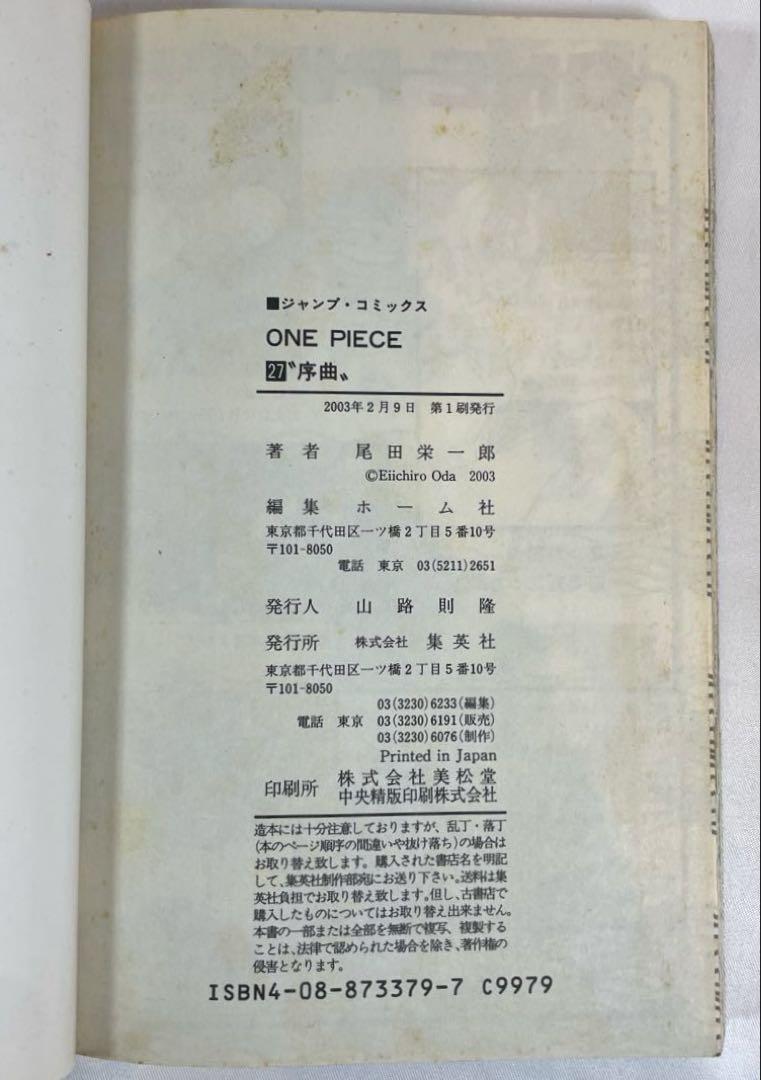 ■ジャンプ・コミックス
ONE PIECE
27〝序曲〟
2003年2月9日 第1刷発行
著者 尾田栄一郎
©Eiichiro Oda 2003
編集 ホーム社
東京都千代田区一ツ橋2丁目5番10号
〒101-8050
電話 東京 03(5211)2651
発行人 山路則隆
発行所 株式会社 集英社
東京都千代田区一ツ橋2丁目5番10号
〒101-8050
03(3230)6233(編集)
電話 東京 03(3230)6191(販売)
03(3230)6076(制作)
Printed in Japan
印刷所 株式会社美松堂
中央精版印刷株式会社
造本には十分注意しておりますが、乱丁・落丁
(本のページ順序の間違いや抜け落ち)の場合は
お取り替え致します。購入された書店名を明記
して、集英社制作部宛にお送り下さい。送料は集
英社負担でお取り替え致します。但し、古書店で
購入したものについてはお取り替え出来ません。
本書の一部または全部を無断で複写、複製する
ことは、法律で認められた場合を除き、著作権の
侵害となります。
ISBN4-08-873379-7 C9979